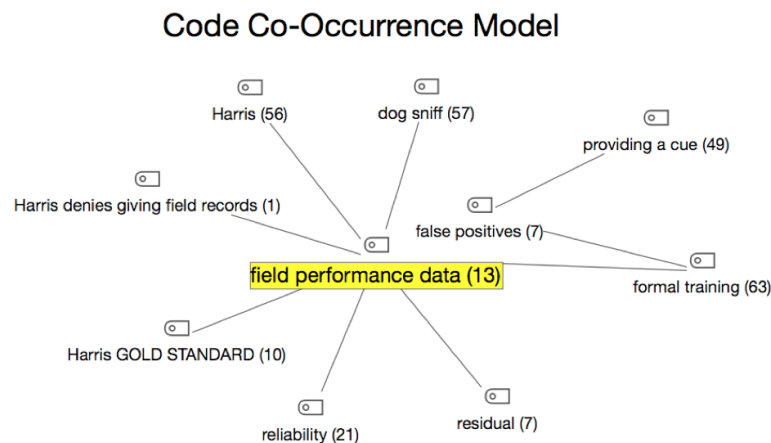 Code Co-Occurrence Model
Harris (56)
dog sniff (57)
providing a cue (49)
Harris denies giving field records (1)
false positives (7)
field performance data (13)
formal training (63)
Harris GOLD STANDARD (10)
reliability (21)
residual (7)